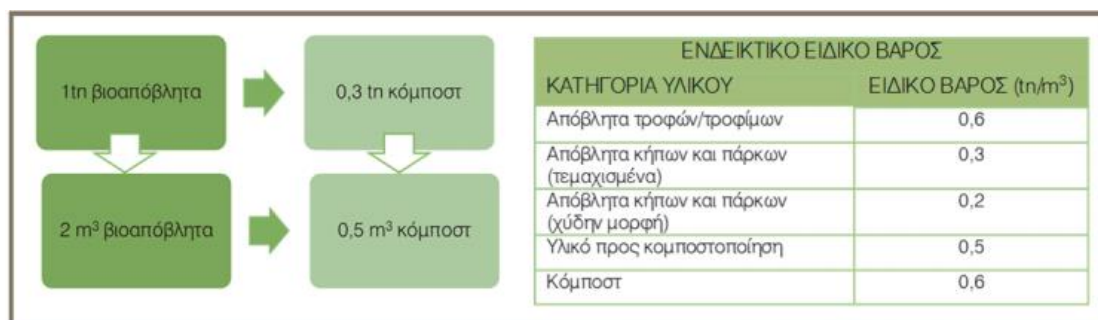 1tn βιοαπόβλητα
0,3 tn κόμποστ
2 m³ βιοαπόβλητα
0,5 m³ κόμποστ
ΕΝΔΕΙΚΤΙΚΟ ΕΙΔΙΚΟ ΒΑΡΟΣ
ΚΑΤΗΓΟΡΙΑ ΥΛΙΚΟΥ ΕΙΔΙΚΟ ΒΑΡΟΣ (tn/m³)
Απόβλητα τροφών/τροφίμων 0,6
Απόβλητα κήπων και πάρκων 0,3
(τεμαχισμένα)
Απόβλητα κήπων και πάρκων 0,2
(χύδην μορφή)
Υλικό προς κομποστοποίηση 0,5
Κόμποστ 0,6